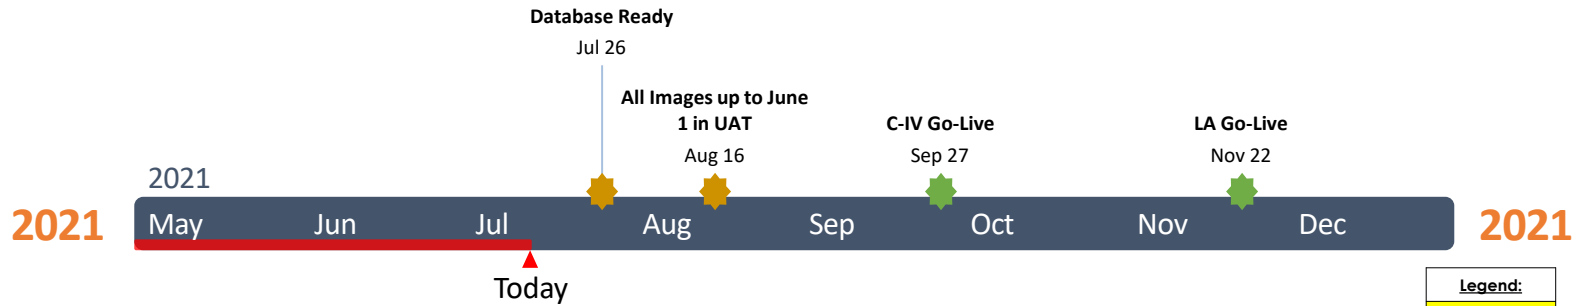 Database Ready
Jul 26
All Images up to June
1 in UAT
Aug 16
C-IV Go-Live
Sep 27
LA Go-Live
Nov 22
2021
2021
May Jun Jul Aug Sep Oct Nov Dec
2021
Today
Legend: